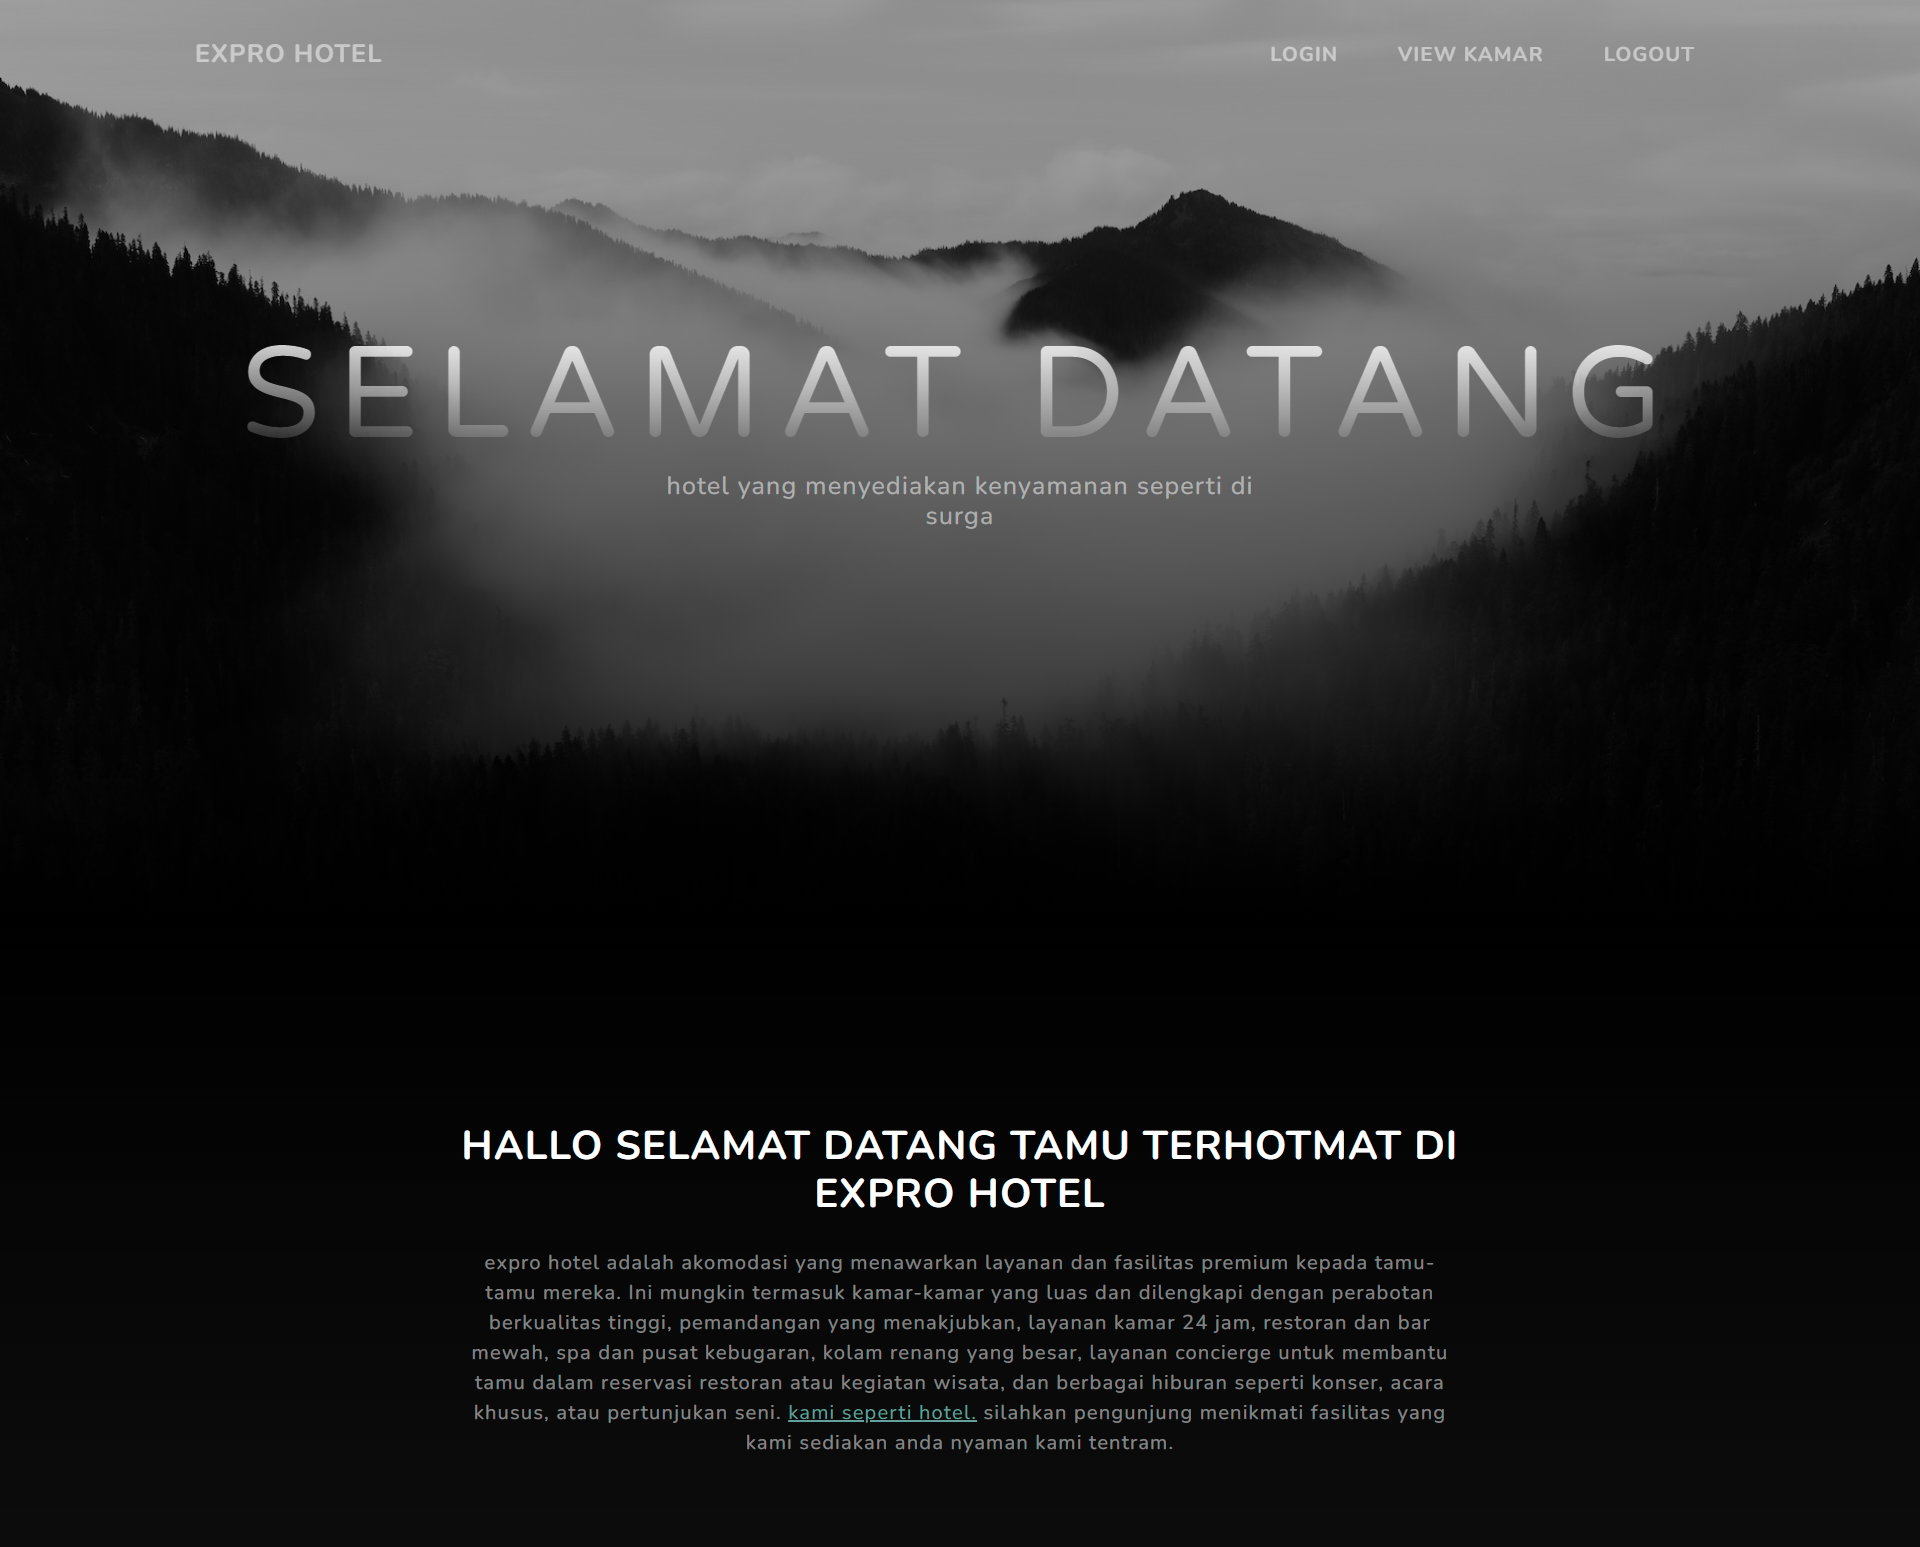 EXPRO HOTEL
LOGIN
VIEW KAMAR
LOGOUT
SELAMAT DATANG
hotel yang menyediakan kenyamanan seperti di
surga
HALLO SELAMAT DATANG TAMU TERHOTMAT DI
EXPRO HOTEL
expro hotel adalah akomodasi yang menawarkan layanan dan fasilitas premium kepada tamu-
tamu mereka. Ini mungkin termasuk kamar-kamar yang luas dan dilengkapi dengan perabotan
berkualitas tinggi, pemandangan yang menakjubkan, layanan kamar 24 jam, restoran dan bar
mewah, spa dan pusat kebugaran, kolam renang yang besar, layanan concierge untuk membantu
tamu dalam reservasi restoran atau kegiatan wisata, dan berbagai hiburan seperti konser, acara
khusus, atau pertunjukan seni. kami seperti hotel. silahkan pengunjung menikmati fasilitas yang
kami sediakan anda nyaman kami tentram.